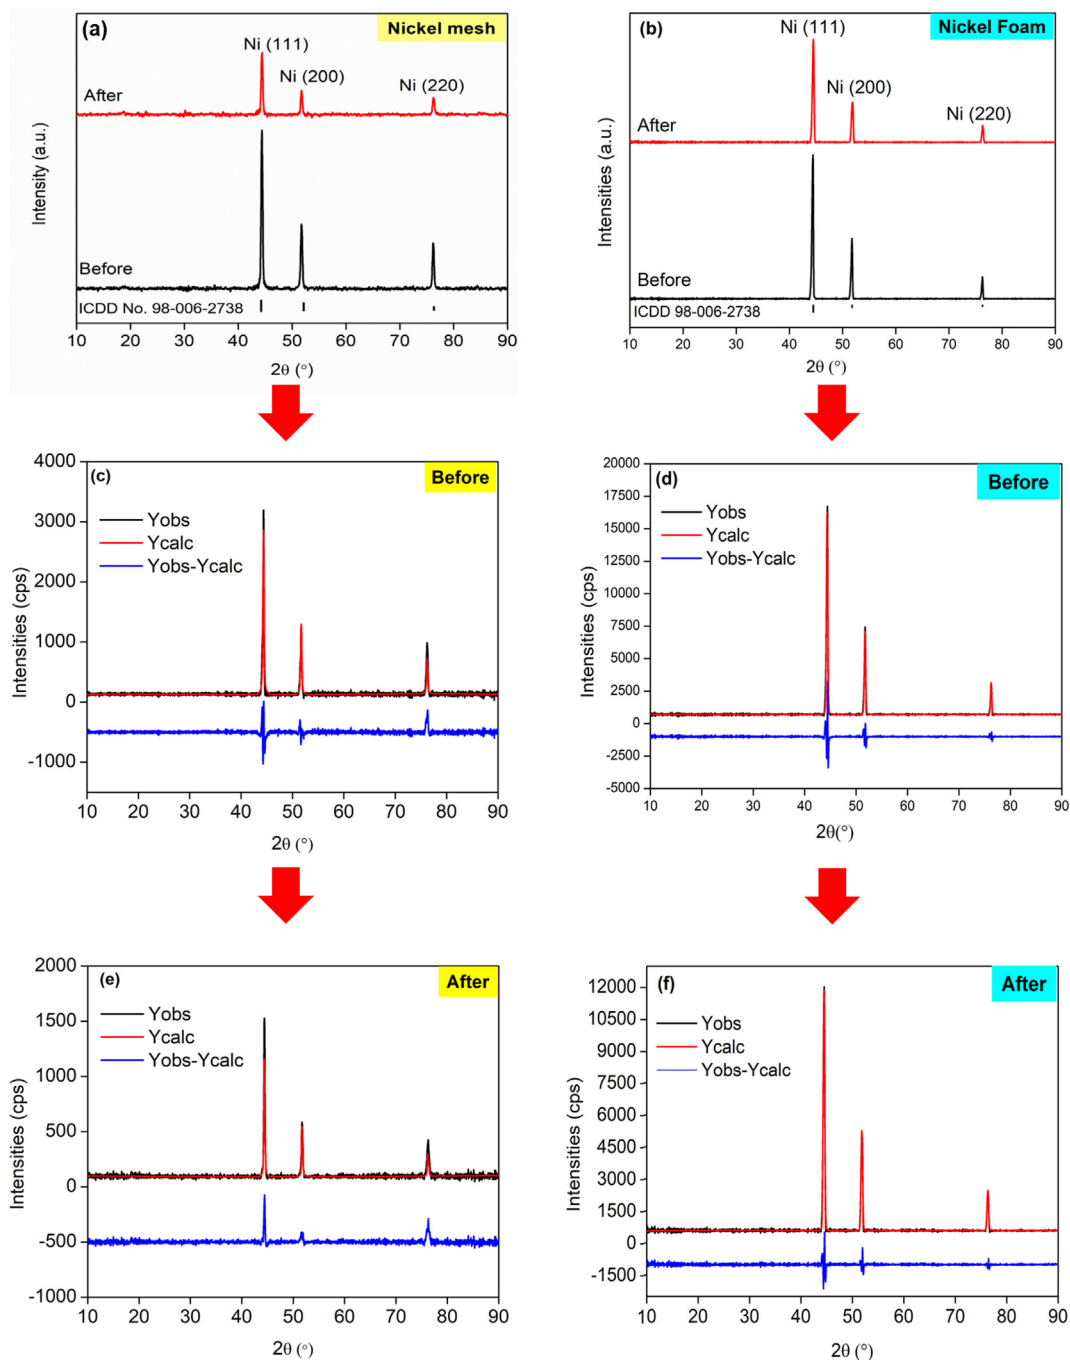 (a)
Nickel mesh
Ni (111)
Ni (200)
Ni (220)
After
Before
ICDD No. 98-006-2738
Intensity (a.u.)
10 20 30 40 50 60 70 80 90
2θ (°)
(b)
Nickel Foam
Ni (111)
Ni (200)
Ni (220)
After
Before
ICDD 98-006-2738
Intensities (a.u.)
10 20 30 40 50 60 70 80 90
2θ (°)
(c)
Before
Yobs
Ycalc
Yobs-Ycalc
Intensities (cps)
4000
3000
2000
1000
0
-1000
10 20 30 40 50 60 70 80 90
2θ (°)
(d)
Before
Yobs
Ycalc
Yobs-Ycalc
Intensities (cps)
20000
17500
15000
12500
10000
7500
5000
2500
0
-2500
-5000
10 20 30 40 50 60 70 80 90
2θ(°)
(e)
After
Yobs
Ycalc
Yobs-Ycalc
Intensities (cps)
2000
1500
1000
500
0
-500
-1000
10 20 30 40 50 60 70 80 90
2θ (°)
(f)
After
Yobs
Ycalc
Yobs-Ycalc
Intensities (cps)
12000
10500
9000
7500
6000
4500
3000
1500
0
-1500
10 20 30 40 50 60 70 80 90
2θ (°)